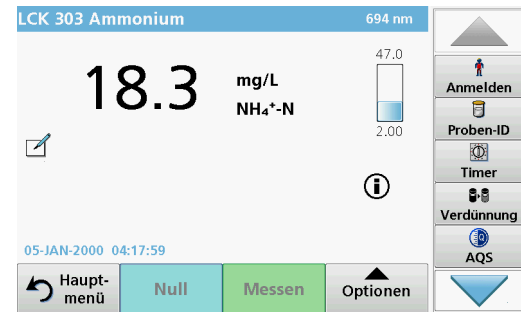 LCK 303 Ammonium 694 nm
47.0
18.3 mg/L
NH₄⁺-N
2.00
05-JAN-2000 04:17:59
Haupt-
menü
Null
Messen
Optionen
Anmelden
Proben-ID
Timer
Verdünnung
AQS